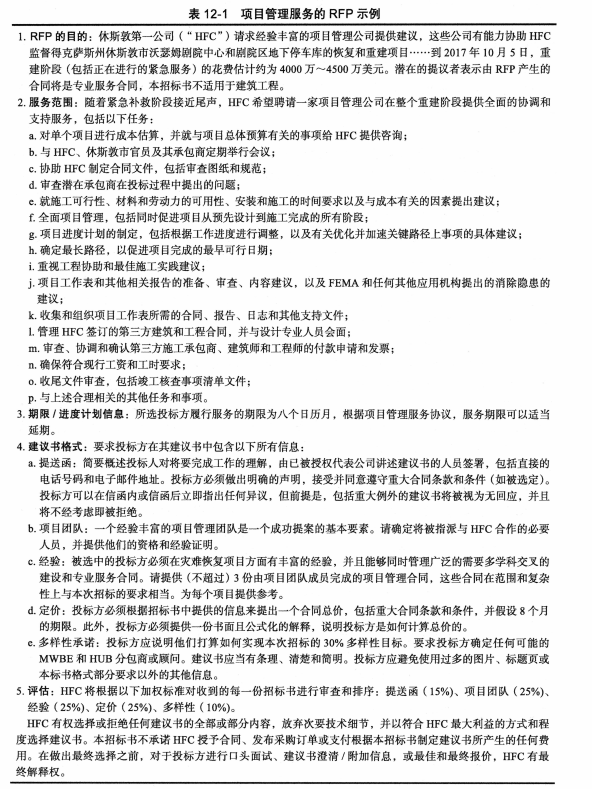 表 12-1 项目管理服务的 RFP 示例
1. RFP 的目的：休斯敦第一公司（“HFC”）请求经验丰富的项目管理公司提供建议，这些公司有能力协助 HFC
监督得克萨斯州休斯敦市沃瑟姆剧院中心和剧院区地下停车库的恢复和重建项目……到 2017 年 10 月 5 日，重
建阶段（包括正在进行的紧急服务）的花费估计约为 4000 万～4500 万美元。潜在的提议者表示由 RFP 产生的
合同将是专业服务合同，本招标书不适用于建筑工程。
2. 服务范围：随着紧急补救阶段接近尾声，HFC 希望聘请一家项目管理公司在整个重建阶段提供全面的协调和
支持服务，包括以下任务：
a. 对单个项目进行成本估算，并就与项目总体预算有关的事项给 HFC 提供咨询；
b. 与 HFC、休斯敦市官员及其承包商定期举行会议；
c. 协助 HFC 制定合同文件，包括审查图纸和规范；
d. 审查潜在承包商在投标过程中提出的问题；
e. 就施工可行性、材料和劳动力的可用性、安装和施工的时间要求以及与成本有关的因素提出建议；
f. 全面项目管理，包括同时促进项目从预先设计到施工完成的所有阶段；
g. 项目进度计划的制定，包括根据工作进度进行调整，以及有关优化并加速关键路径上事项的具体建议；
h. 确定最长路径，以促进项目完成的最早可行日期；
i. 重视工程协助和最佳施工实践建议；
j. 项目工作表和其他相关报告的准备、审查、内容建议，以及 FEMA 和任何其他应用机构提出的消除隐患的
建议；
k. 收集和组织项目工作表所需的合同、报告、日志和其他支持文件；
l. 管理 HFC 签订的第三方建筑和工程合同，并与设计专业人员会面；
m. 审查、协调和确认第三方施工承包商、建筑师和工程师的付款申请和发票；
n. 确保符合现行工资和工时要求；
o. 收尾文件审查，包括竣工核查事项清单文件；
p. 与上述合理相关的其他任务和事项。
3. 期限 / 进度计划信息：所选投标方履行服务的期限为八个日历月，根据项目管理服务协议，服务期限可以适当
延期。
4. 建议书格式：要求投标方在其建议书中包含以下所有信息：
a. 提送函：简要概述投标人对将要完成工作的理解，由已被授权代表公司讲述建议书的人员签署，包括直接的
电话号码和电子邮件地址。投标方必须做出明确的声明，接受并同意遵守重大合同条款和条件（如被选定）。
投标方可以在信函内或信函后立即指出任何异议，但前提是，包括重大例外的建议书将被视为无回应，并且
将不经考虑即被拒绝。
b. 项目团队：一个经验丰富的项目管理团队是一个成功提案的基本要素。请确定将被指派与 HFC 合作的必要
人员，并提供他们的资格和经验证明。
c. 经验：被选中的投标方必须在灾难恢复项目方面有丰富的经验，并且能够同时管理广泛的需要多学科交叉的
建设和专业服务合同。请提供（不超过）3 份由项目团队成员完成的项目管理合同，这些合同在范围和复杂
性上与本次招标的要求相当。为每个项目提供参考。
d. 定价：投标方必须根据招标书中提供的信息来提出一个合同总价，包括重大合同条款和条件，并假设 8 个月
的期限。此外，投标方必须提供一份书面且公式化的解释，说明投标方是如何计算总价的。
e. 多样性承诺：投标方应说明他们打算如何实现本次招标的 30% 多样性目标。要求投标方确定任何可能的
MWBE 和 HUB 分包商或顾问。建议书应当有条理、清楚和简明。投标方应避免使用过多的图片、标题页或
本标书格式部分要求以外的其他信息。
5. 评估：HFC 将根据以下加权标准对收到的每一份招标书进行审查和排序：提送函（15%）、项目团队（25%）、
经验（25%）、定价（25%）、多样性（10%）。
HFC 有权选择或拒绝任何建议书的全部或部分内容，放弃次要技术细节，并以符合 HFC 最大利益的方式和程
度选择建议书。本招标书不承诺 HFC 授予合同、发布采购订单或支付根据本招标书制定建议书所产生的任何费
用。在做出最终选择之前，对于投标方进行口头面试、建议书澄清 / 附加信息，或最佳和最终报价，HFC 有最
终解释权。